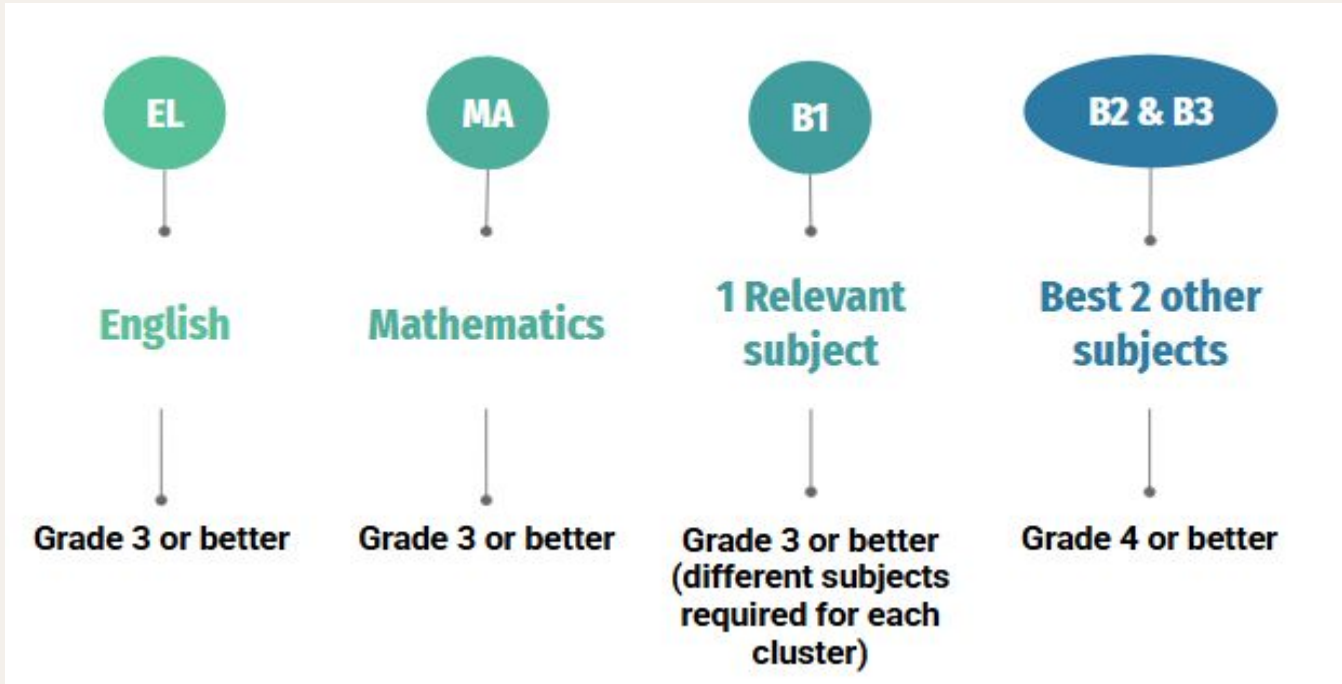 EL
MA
B1
B2 & B3
English
Mathematics
1 Relevant
subject
Best 2 other
subjects
Grade 3 or better
Grade 3 or better
Grade 3 or better
(different subjects
required for each
cluster)
Grade 4 or better